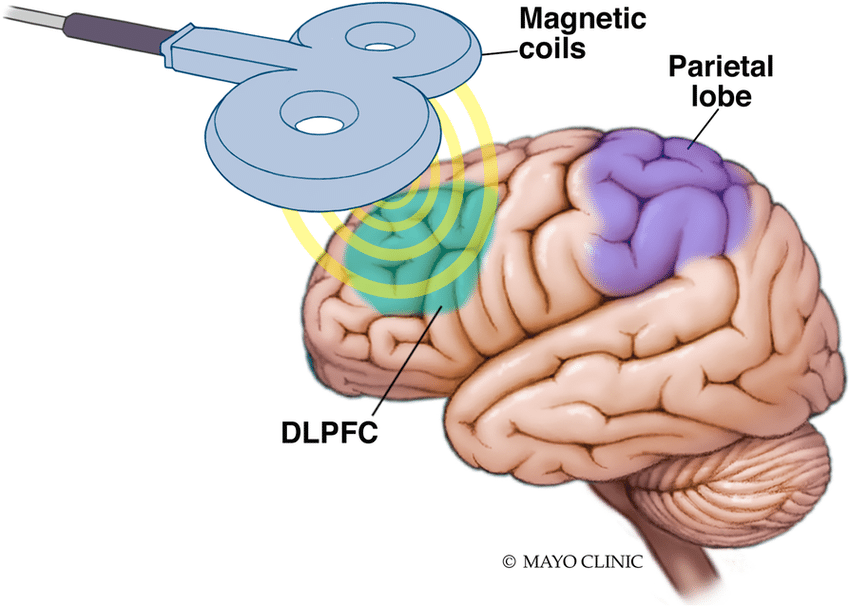 Magnetic
coils
Parietal
lobe
DLPFC
© MAYO CLINIC